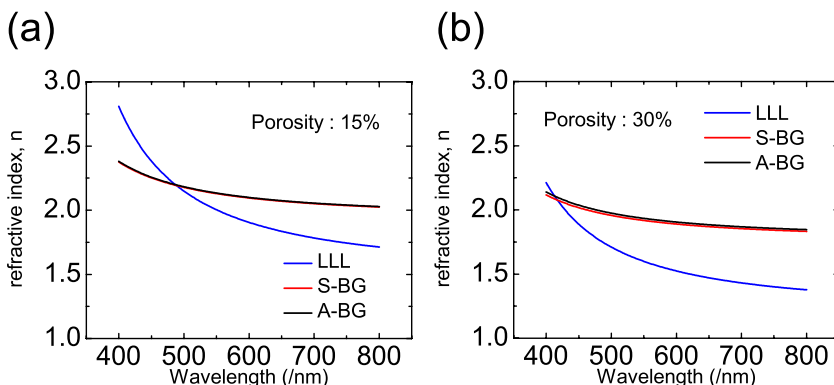 (a)
3.0
2.5
2.0
1.5
1.0
refractive index, n
Porosity : 15%
LLL
S-BG
A-BG
400 500 600 700 800
Wavelength (/nm)
(b)
3.0
2.5
2.0
1.5
1.0
refractive index, n
Porosity : 30%
LLL
S-BG
A-BG
400 500 600 700 800
Wavelength (/nm)